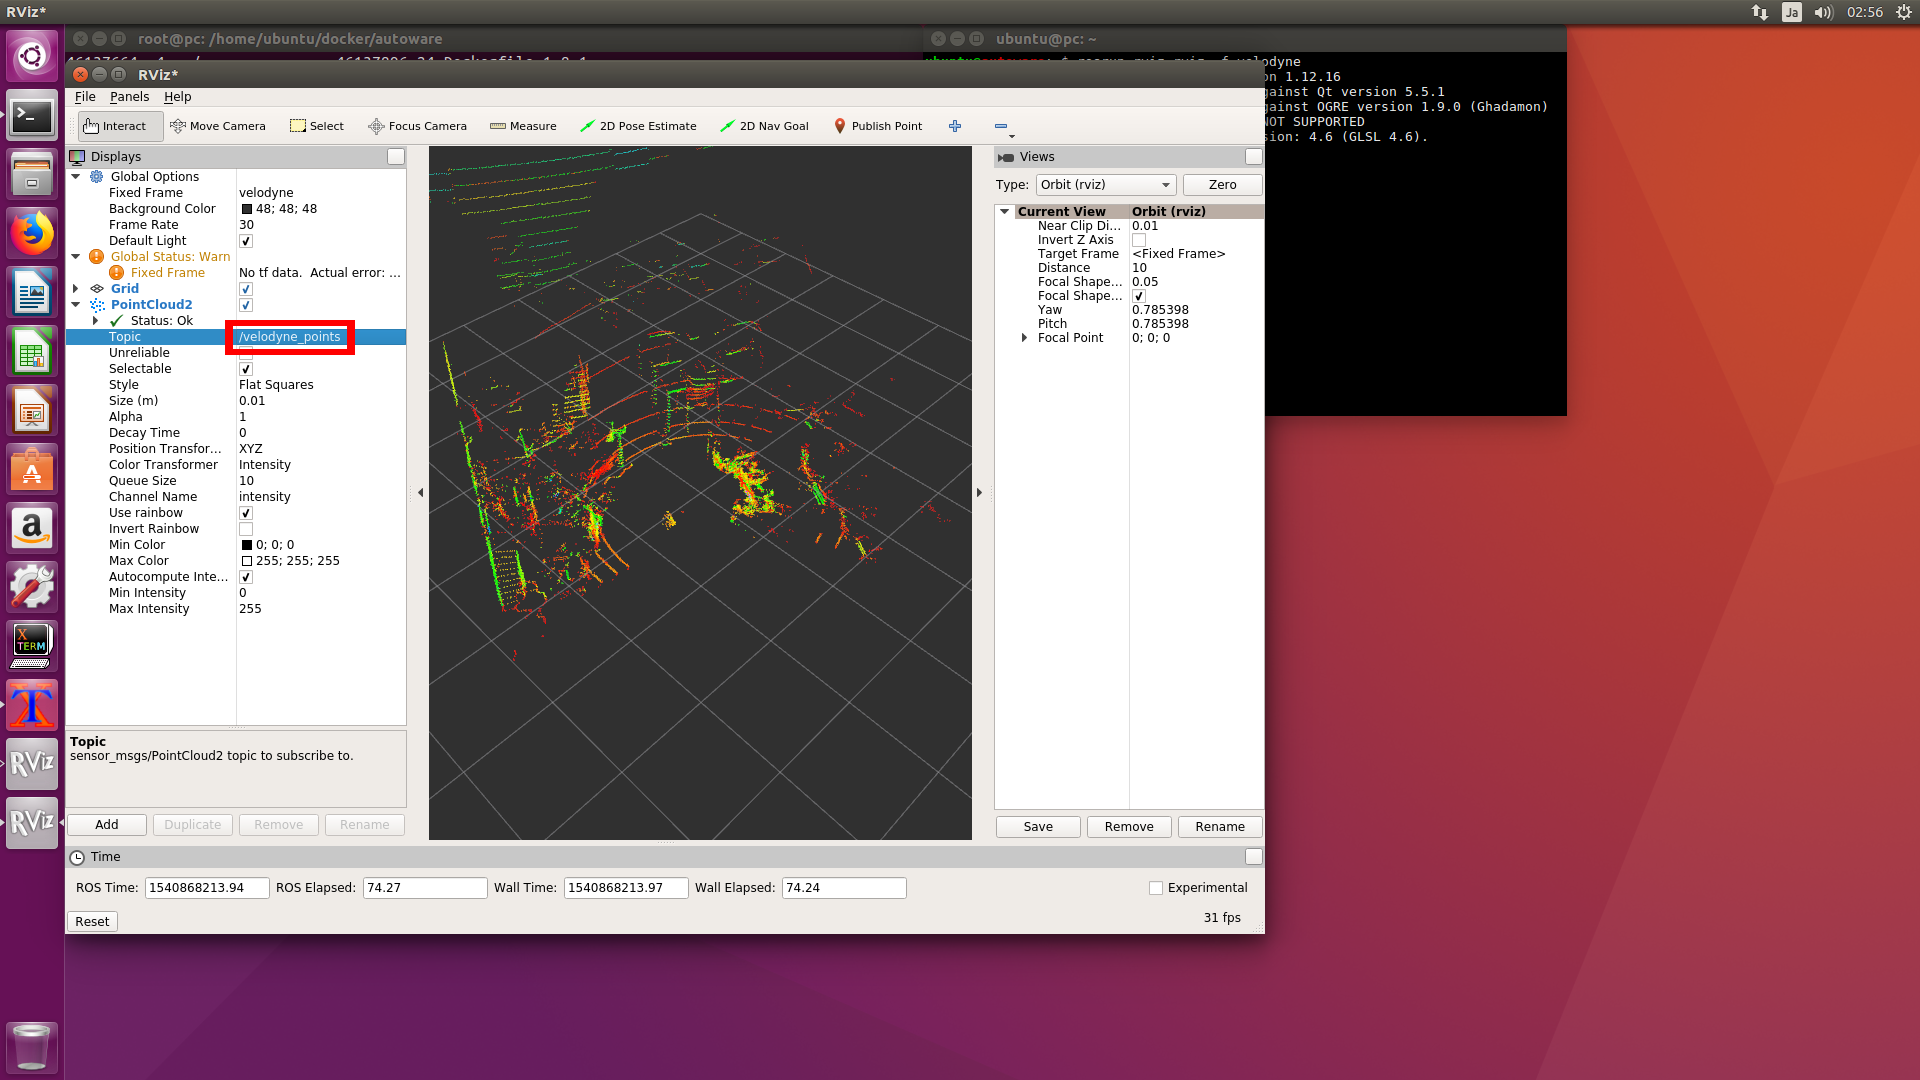 RViz*
Ja
02:56
root@pc: /home/ubuntu/docker/autoware
ubuntu@pc: ~
RViz*
on 1.12.16
gainst Qt version 5.5.1
gainst OGRE version 1.9.0 (Ghadamon)
NOT SUPPORTED
sion: 4.6 (GLSL 4.6).
File Panels Help
Interact Move Camera Select Focus Camera Measure 2D Pose Estimate 2D Nav Goal Publish Point
Displays
Global Options
Fixed Frame velodyne
Background Color 48; 48; 48
Frame Rate 30
Default Light
Global Status: Warn
Fixed Frame No tf data. Actual error: ...
Grid
PointCloud2
Status: Ok
Topic /velodyne_points
Unreliable
Selectable
Style Flat Squares
Size (m) 0.01
Alpha 1
Decay Time 0
Position Transfor... XYZ
Color Transformer Intensity
Queue Size 10
Channel Name intensity
Use rainbow
Invert Rainbow
Min Color 0; 0; 0
Max Color 255; 255; 255
Autocompute Inte...
Min Intensity 0
Max Intensity 255
Topic
sensor_msgs/PointCloud2 topic to subscribe to.
Add Duplicate Remove Rename
Views
Type: Orbit (rviz) Zero
Current View Orbit (rviz)
Near Clip Di... 0.01
Invert Z Axis
Target Frame <Fixed Frame>
Distance 10
Focal Shape... 0.05
Focal Shape...
Yaw 0.785398
Pitch 0.785398
Focal Point 0; 0; 0
Save Remove Rename
Time
ROS Time: 1540868213.94 ROS Elapsed: 74.27 Wall Time: 1540868213.97 Wall Elapsed: 74.24 Experimental
Reset
31 fps
X
TERM
RViz
RViz